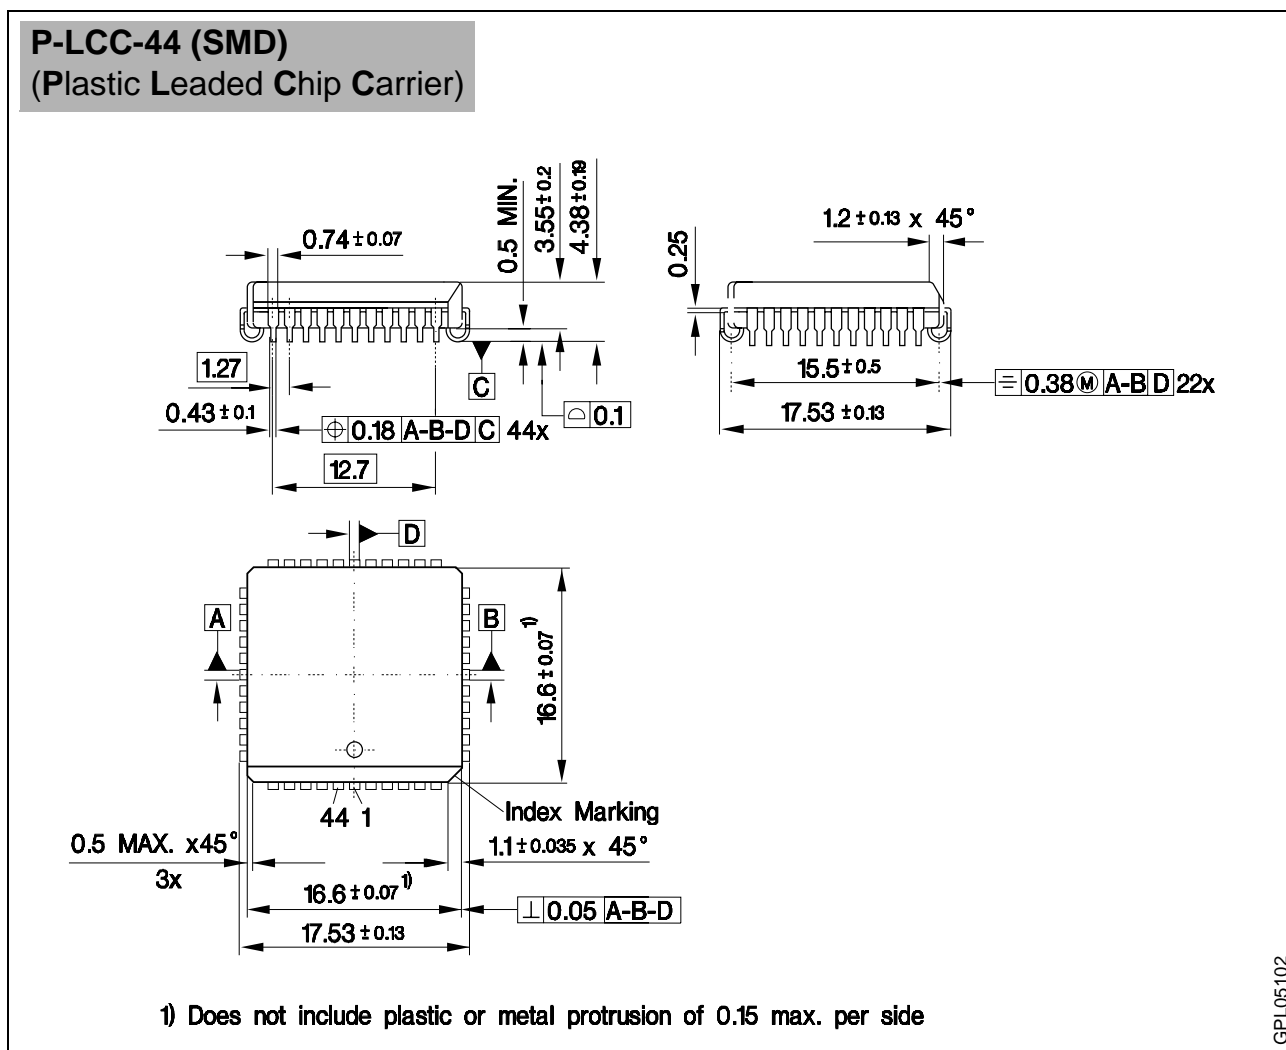 P-LCC-44 (SMD)
(Plastic Leaded Chip Carrier)
0.74 ± 0.07
0.5 MIN.
3.55 ± 0.2
4.38 ± 0.19
1.27
C
0.43 ± 0.1
⌖ 0.18 A-B-D C 44x
⌓ 0.1
12.7
0.25
1.2 ± 0.13 x 45°
15.5 ± 0.5
⌯ 0.38 Ⓜ A-B D 22x
17.53 ± 0.13
D
A
B
16.6 ± 0.07 1)
44 1
Index Marking
0.5 MAX. x45°
3x
1.1 ± 0.035 x 45°
16.6 ± 0.07 1)
⊥ 0.05 A-B-D
17.53 ± 0.13
1) Does not include plastic or metal protrusion of 0.15 max. per side
GPL05102